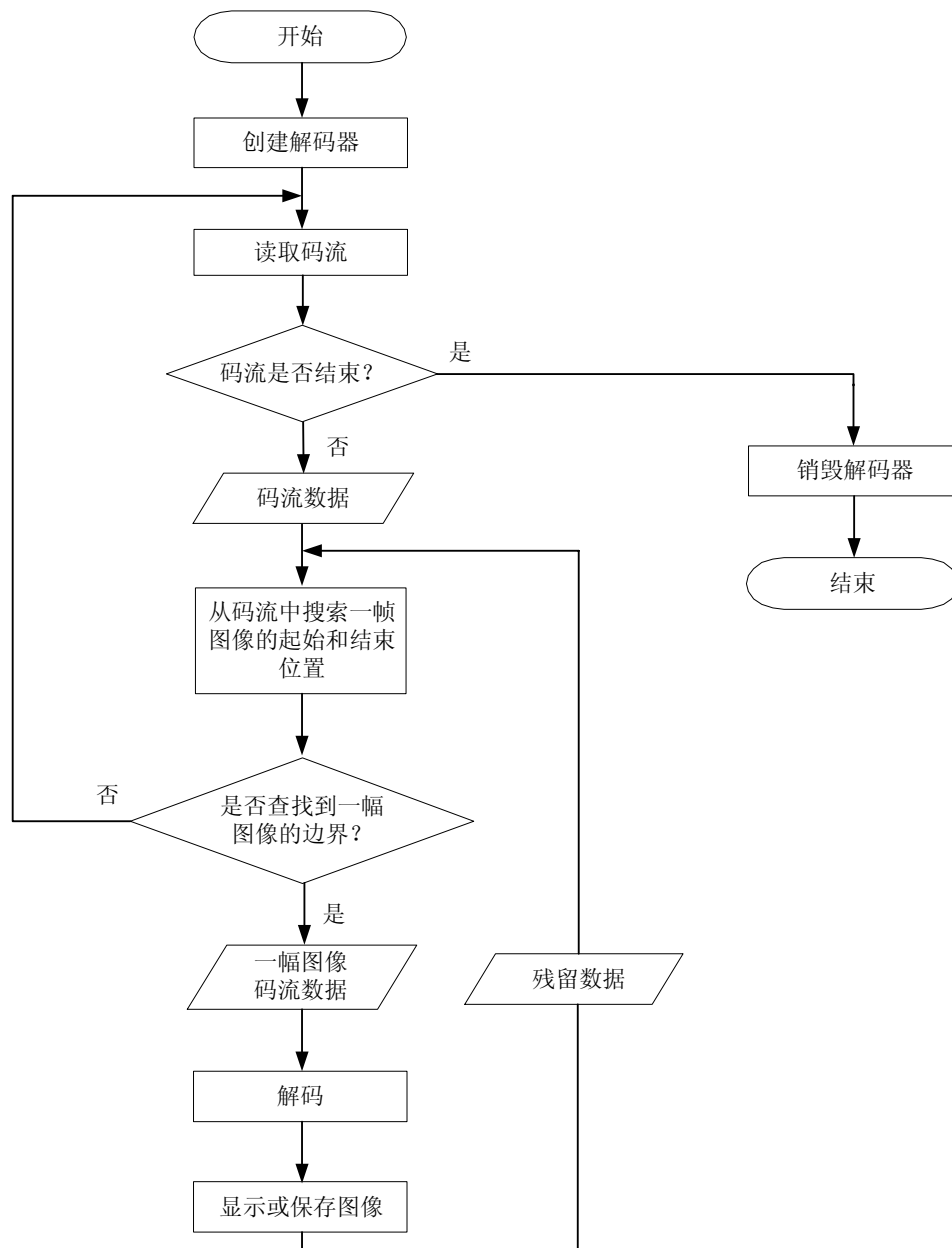 开始
创建解码器
读取码流
码流是否结束？
是
否
码流数据
销毁解码器
结束
从码流中搜索一帧
图像的起始和结束
位置
否
是否查找到一幅
图像的边界？
是
一幅图像
码流数据
残留数据
解码
显示或保存图像